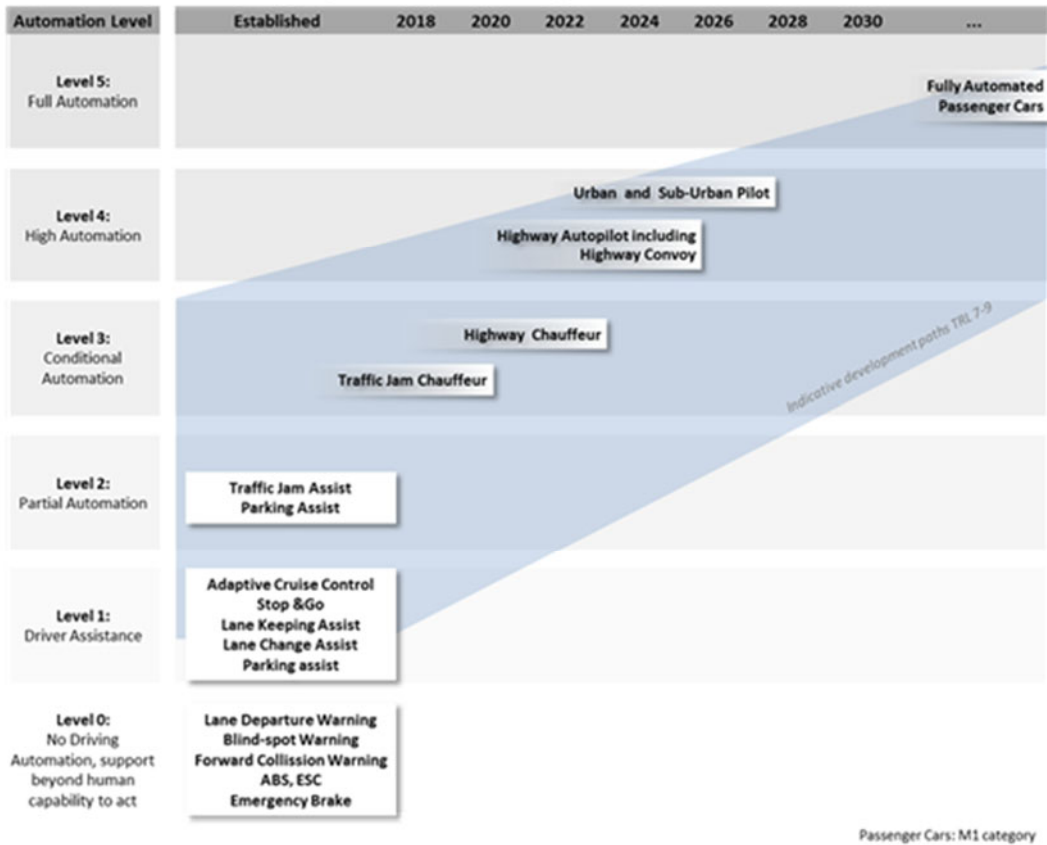 Automation Level Established 2018 2020 2022 2024 2026 2028 2030 ...
Level 5:
Full Automation
Fully Automated
Passenger Cars
Level 4:
High Automation
Urban and Sub-Urban Pilot
Highway Autopilot including
Highway Convoy
Level 3:
Conditional
Automation
Highway Chauffeur
Traffic Jam Chauffeur
Indicative development paths TRL 7-9
Level 2:
Partial Automation
Traffic Jam Assist
Parking Assist
Level 1:
Driver Assistance
Adaptive Cruise Control
Stop &Go
Lane Keeping Assist
Lane Change Assist
Parking assist
Level 0:
No Driving
Automation, support
beyond human
capability to act
Lane Departure Warning
Blind-spot Warning
Forward Collission Warning
ABS, ESC
Emergency Brake
Passenger Cars: M1 category